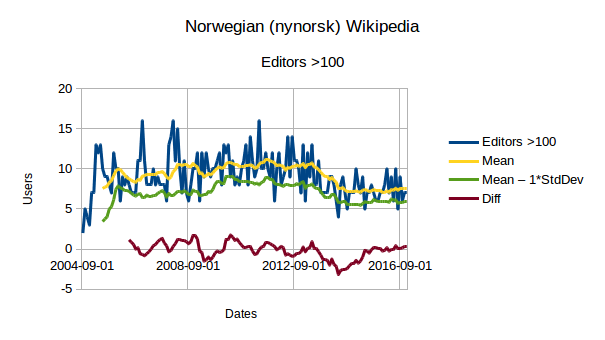 Norwegian (nynorsk) Wikipedia
Editors >100
20
15
10
5
0
-5
Users
2004-09-01 2008-09-01 2012-09-01 2016-09-01
Dates
Editors >100
Mean
Mean – 1*StdDev
Diff